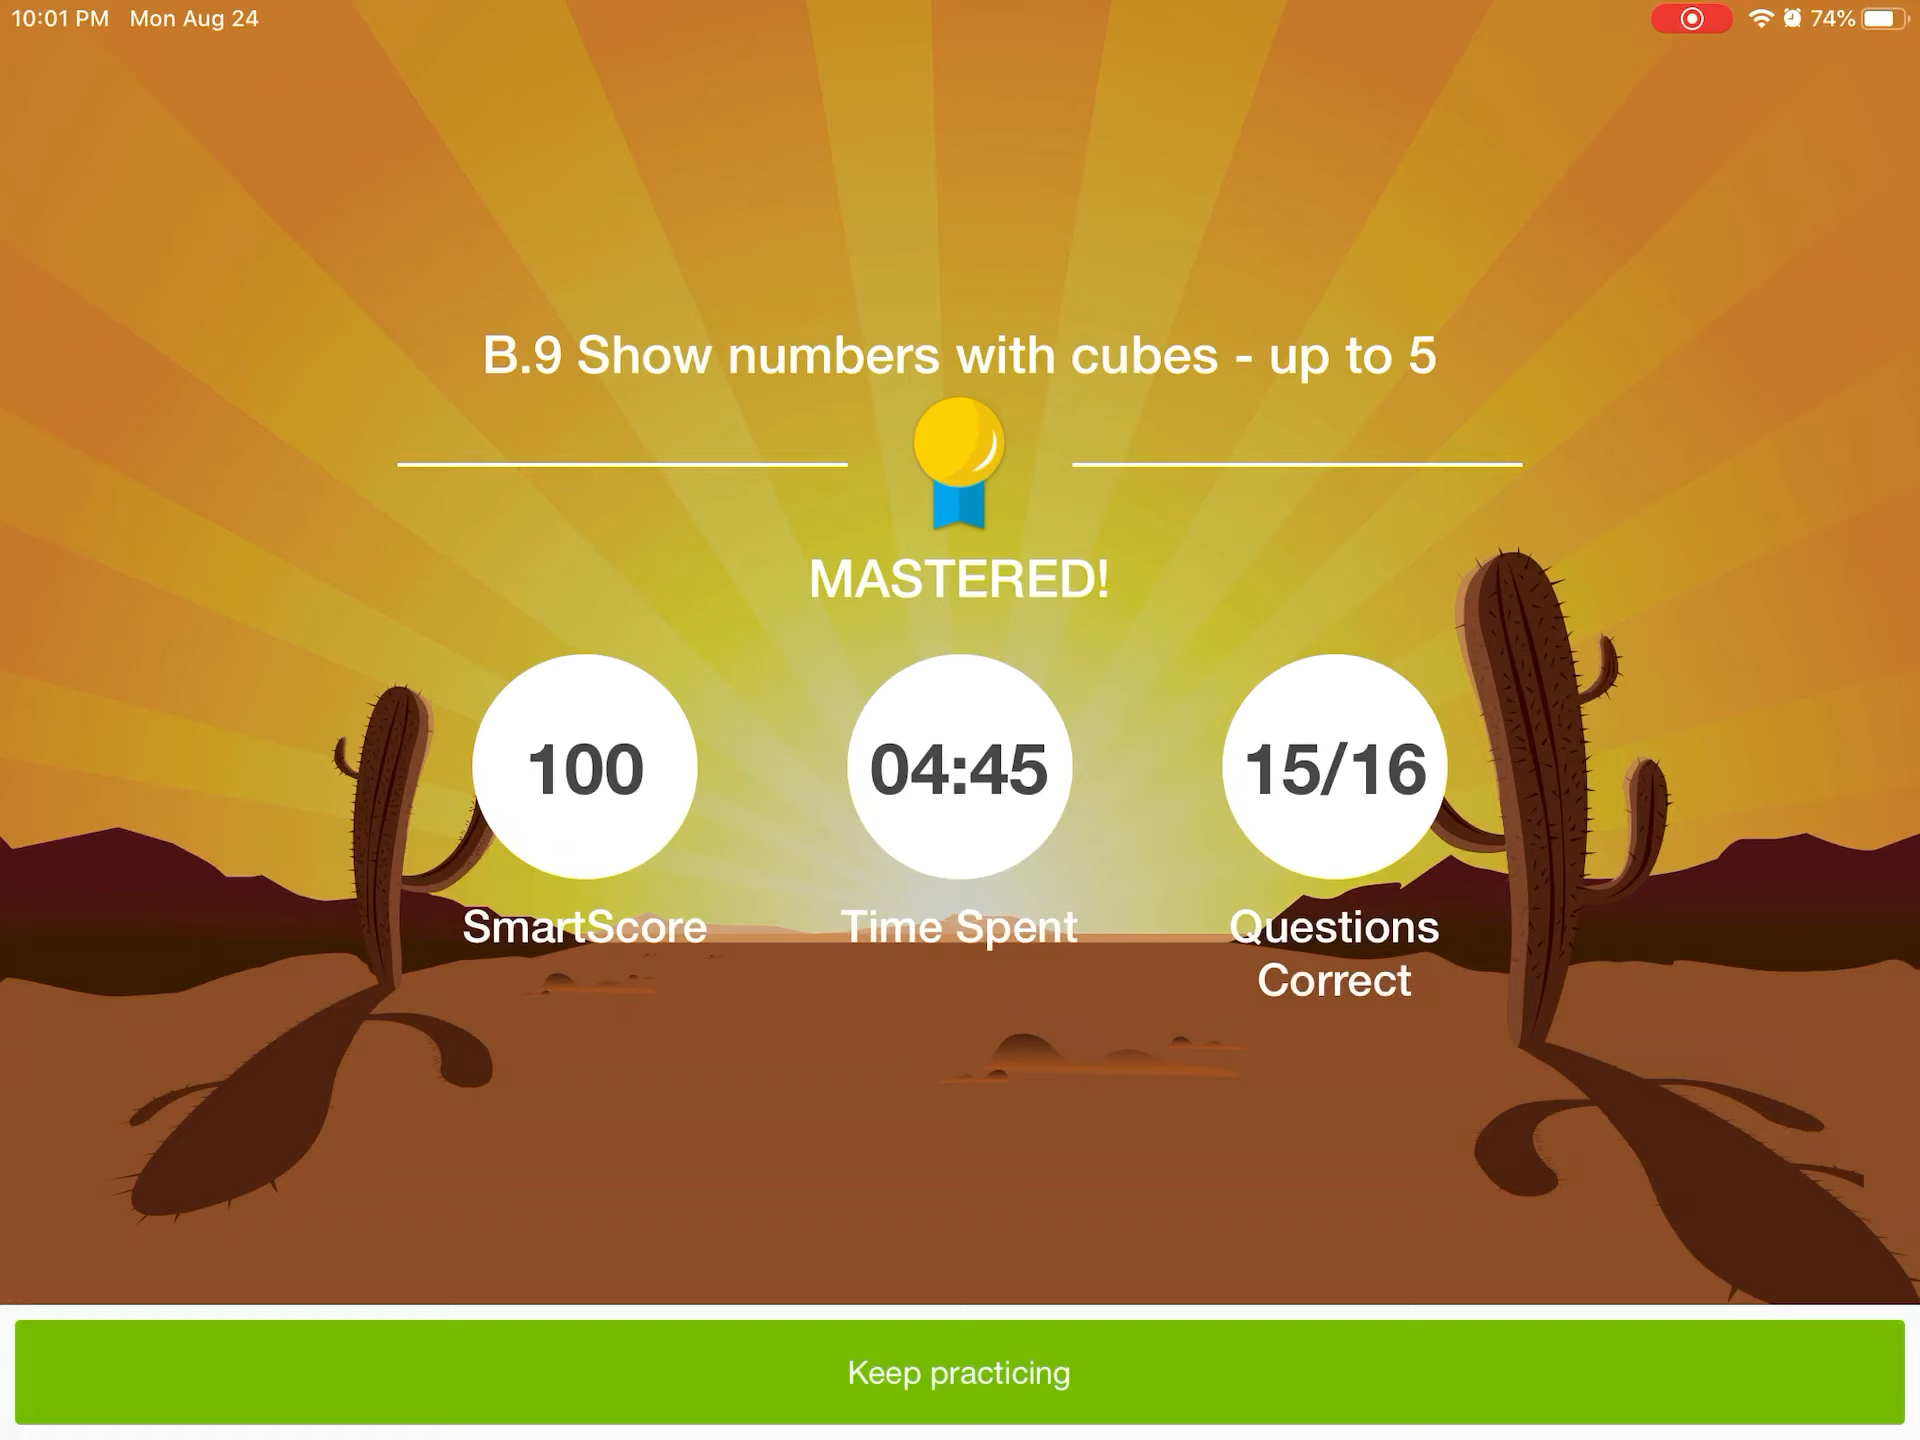 10:01 PM Mon Aug 24
74%
B.9 Show numbers with cubes - up to 5
MASTERED!
100
04:45
15/16
SmartScore
Time Spent
Questions
Correct
Keep practicing